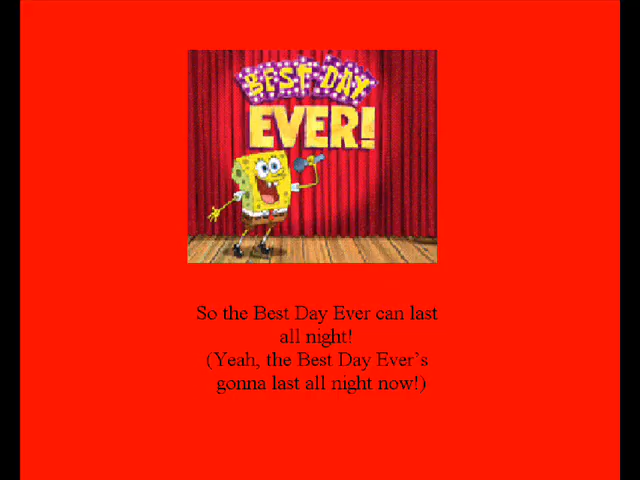 BEST DAY
EVER!
So the Best Day Ever can last
all night!
(Yeah, the Best Day Ever’s
gonna last all night now!)